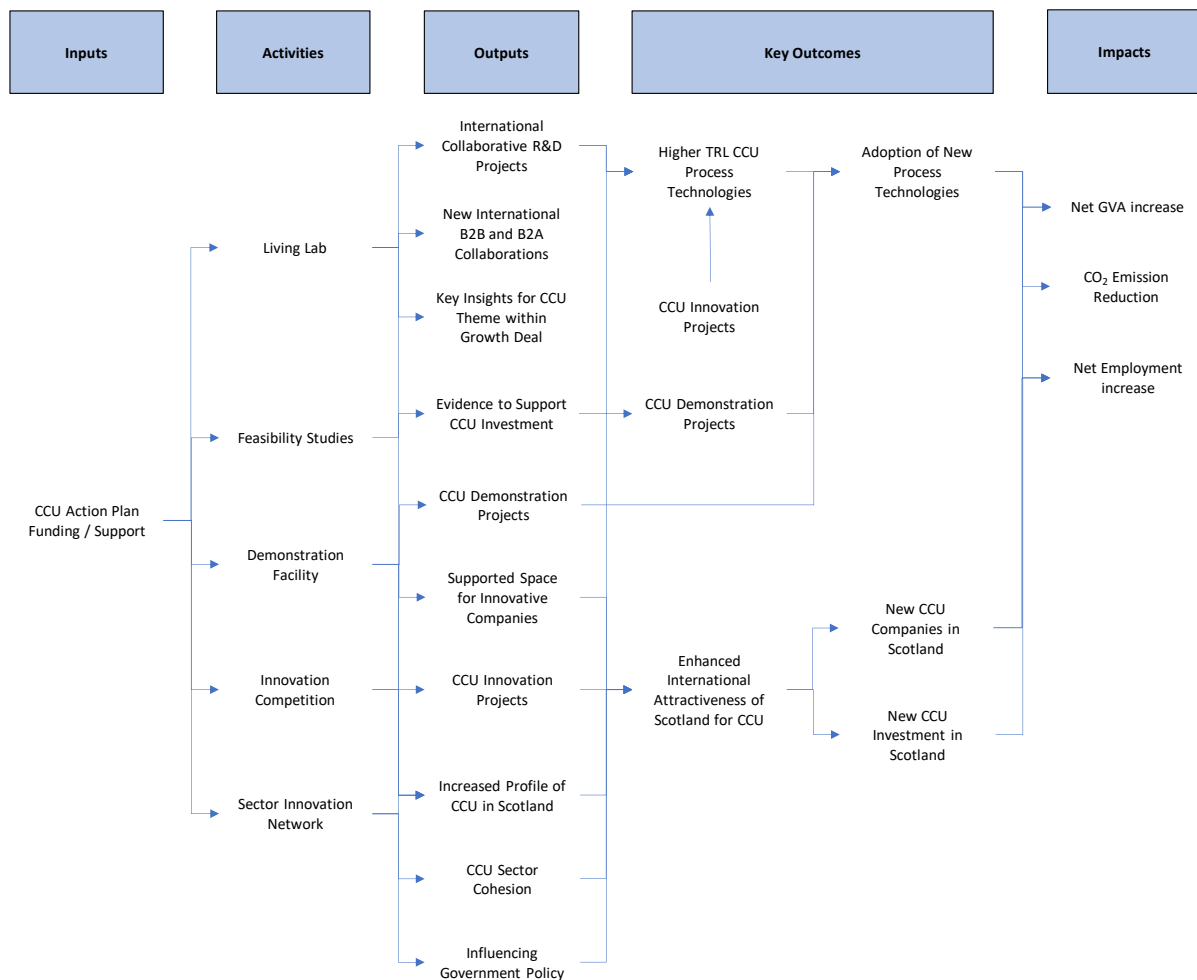 Inputs
Activities
Outputs
Key Outcomes
Impacts
CCU Action Plan
Funding / Support
Living Lab
Feasibility Studies
Demonstration
Facility
Innovation
Competition
Sector Innovation
Network
International
Collaborative R&D
Projects
New International
B2B and B2A
Collaborations
Key Insights for CCU
Theme within
Growth Deal
Evidence to Support
CCU Investment
CCU Demonstration
Projects
Supported Space
for Innovative
Companies
CCU Innovation
Projects
Increased Profile of
CCU in Scotland
CCU Sector
Cohesion
Influencing
Government Policy
Higher TRL CCU
Process
Technologies
CCU Innovation
Projects
CCU Demonstration
Projects
Enhanced
International
Attractiveness of
Scotland for CCU
Adoption of New
Process
Technologies
New CCU
Companies in
Scotland
New CCU
Investment in
Scotland
Net GVA increase
CO₂ Emission
Reduction
Net Employment
increase